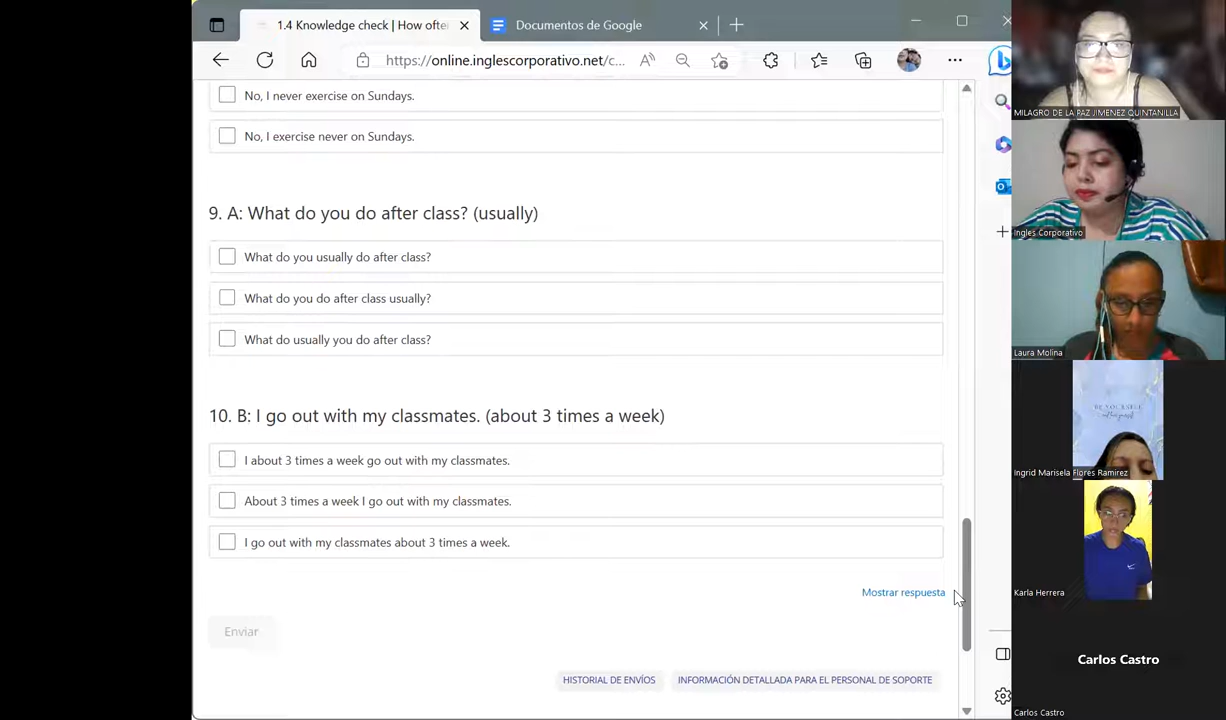 1.4 Knowledge check | How ofter
Documentos de Google
https://online.inglescorporativo.net/c...
No, I never exercise on Sundays.
No, I exercise never on Sundays.
9. A: What do you do after class? (usually)
What do you usually do after class?
What do you do after class usually?
What do usually you do after class?
10. B: I go out with my classmates. (about 3 times a week)
I about 3 times a week go out with my classmates.
About 3 times a week I go out with my classmates.
I go out with my classmates about 3 times a week.
Mostrar respuesta
Enviar
HISTORIAL DE ENVÍOS
INFORMACIÓN DETALLADA PARA EL PERSONAL DE SOPORTE
MILAGRO DE LA PAZ JIMENEZ QUINTANILLA
Ingles Corporativo
Laura Molina
BE YOURSELF
Ingrid Marisela Flores Ramirez
Karla Herrera
Carlos Castro
Carlos Castro